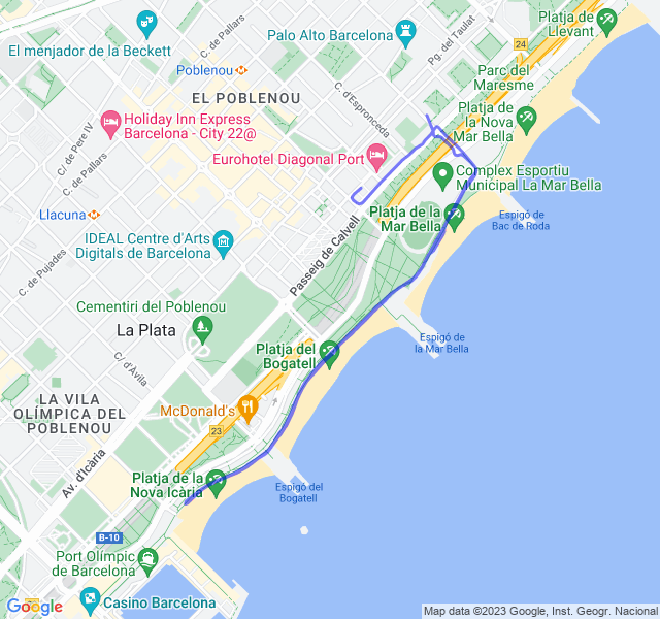 Platja de
Llevant
El menjador de la Beckett
C. de Pallars
Palo Alto Barcelona
Pg. del Taulat
24
Poblenou
Parc del
Maresme
EL POBLENOU
C. d'Espronceda
Platja de
la Nova
Mar Bella
Holiday Inn Express
Barcelona - City 22@
C/ de Pere IV
C. de Pallars
Eurohotel Diagonal Port
Complex Esportiu
Municipal La Mar Bella
Llacuna
Platja de la
Mar Bella
Espigó de
Bac de Roda
IDEAL Centre d'Arts
Digitals de Barcelona
Passeig de Calvell
C. de Pujades
Cementiri del Poblenou
La Plata
Espigó de
la Mar Bella
Platja del
Bogatell
C/ d'Àvila
LA VILA
OLÍMPICA DEL
POBLENOU
McDonald's
23
Av. d'Icària
Platja de la
Nova Icària
Espigó del
Bogatell
B-10
Port Olímpic
de Barcelona
Casino Barcelona
Google
Map data ©2023 Google, Inst. Geogr. Nacional